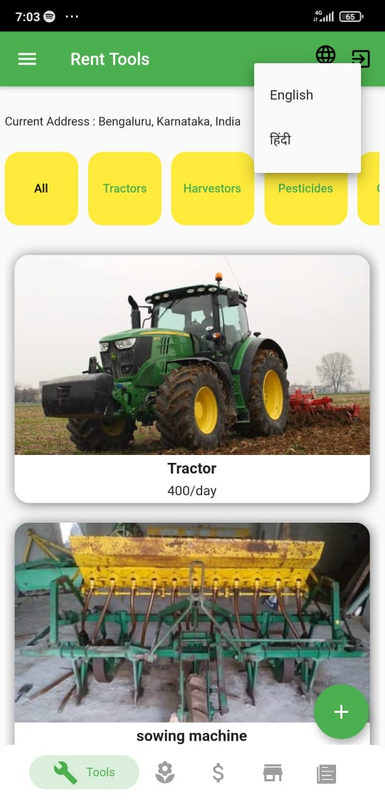 7:03
4G
65
Rent Tools
English
हिंदी
Current Address : Bengaluru, Karnataka, India
All
Tractors
Harvestors
Pesticides
Tractor
400/day
sowing machine
Tools